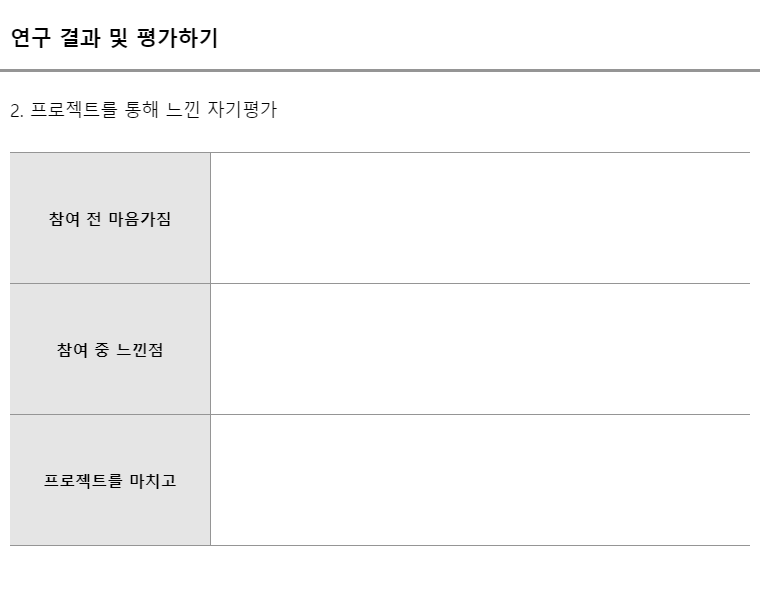 연구 결과 및 평가하기
2. 프로젝트를 통해 느낀 자기평가
참여 전 마음가짐
참여 중 느낀점
프로젝트를 마치고